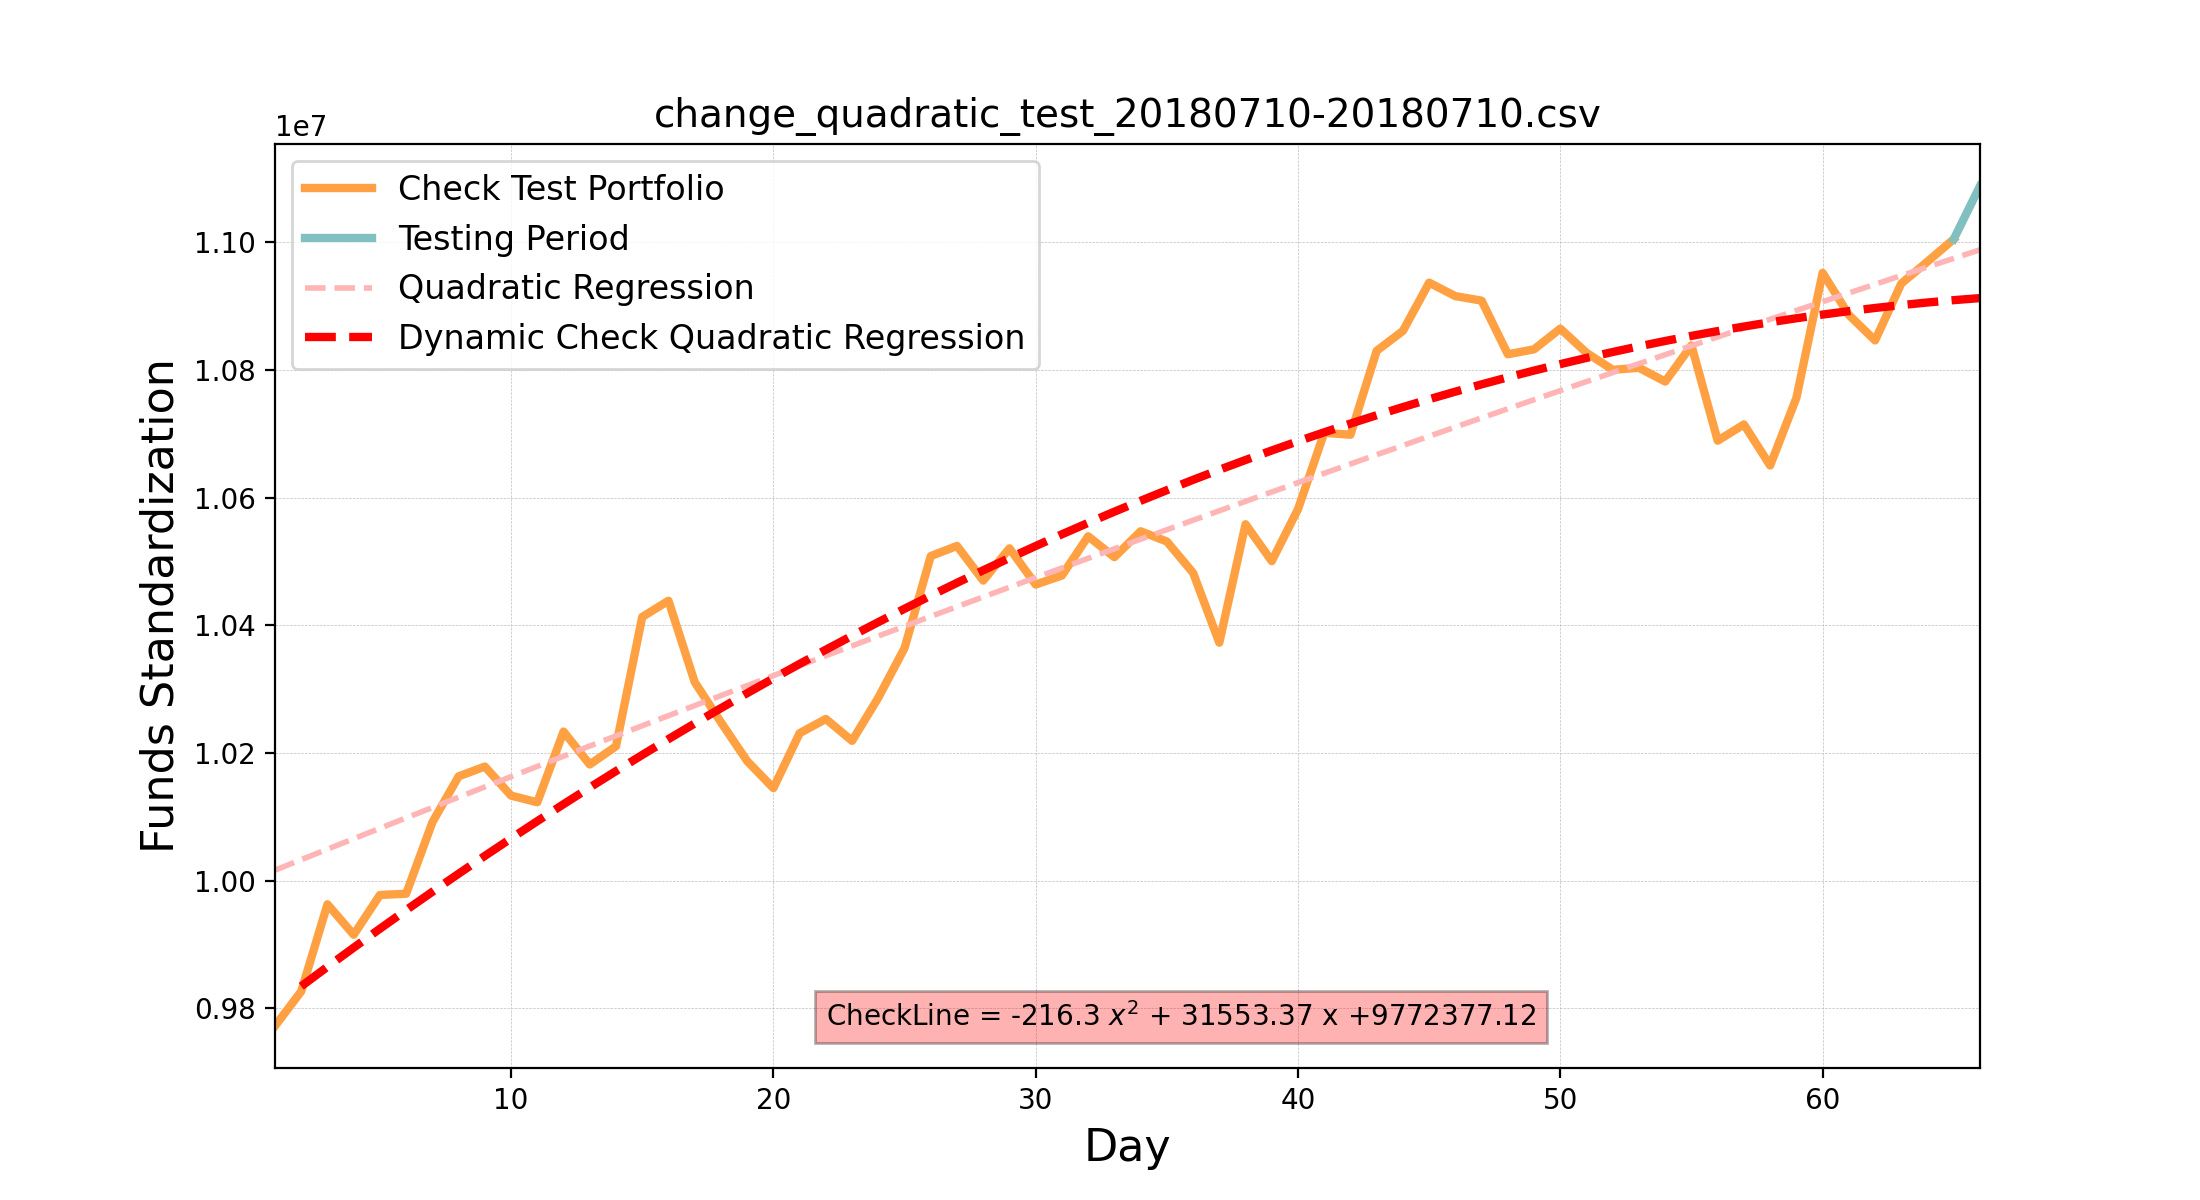 change_quadratic_test_20180710-20180710.csv
1e7
Check Test Portfolio
Testing Period
Quadratic Regression
Dynamic Check Quadratic Regression
1.10
1.08
1.06
1.04
1.02
1.00
0.98
Funds Standardization
CheckLine = -216.3 x² + 31553.37 x +9772377.12
10 20 30 40 50 60
Day